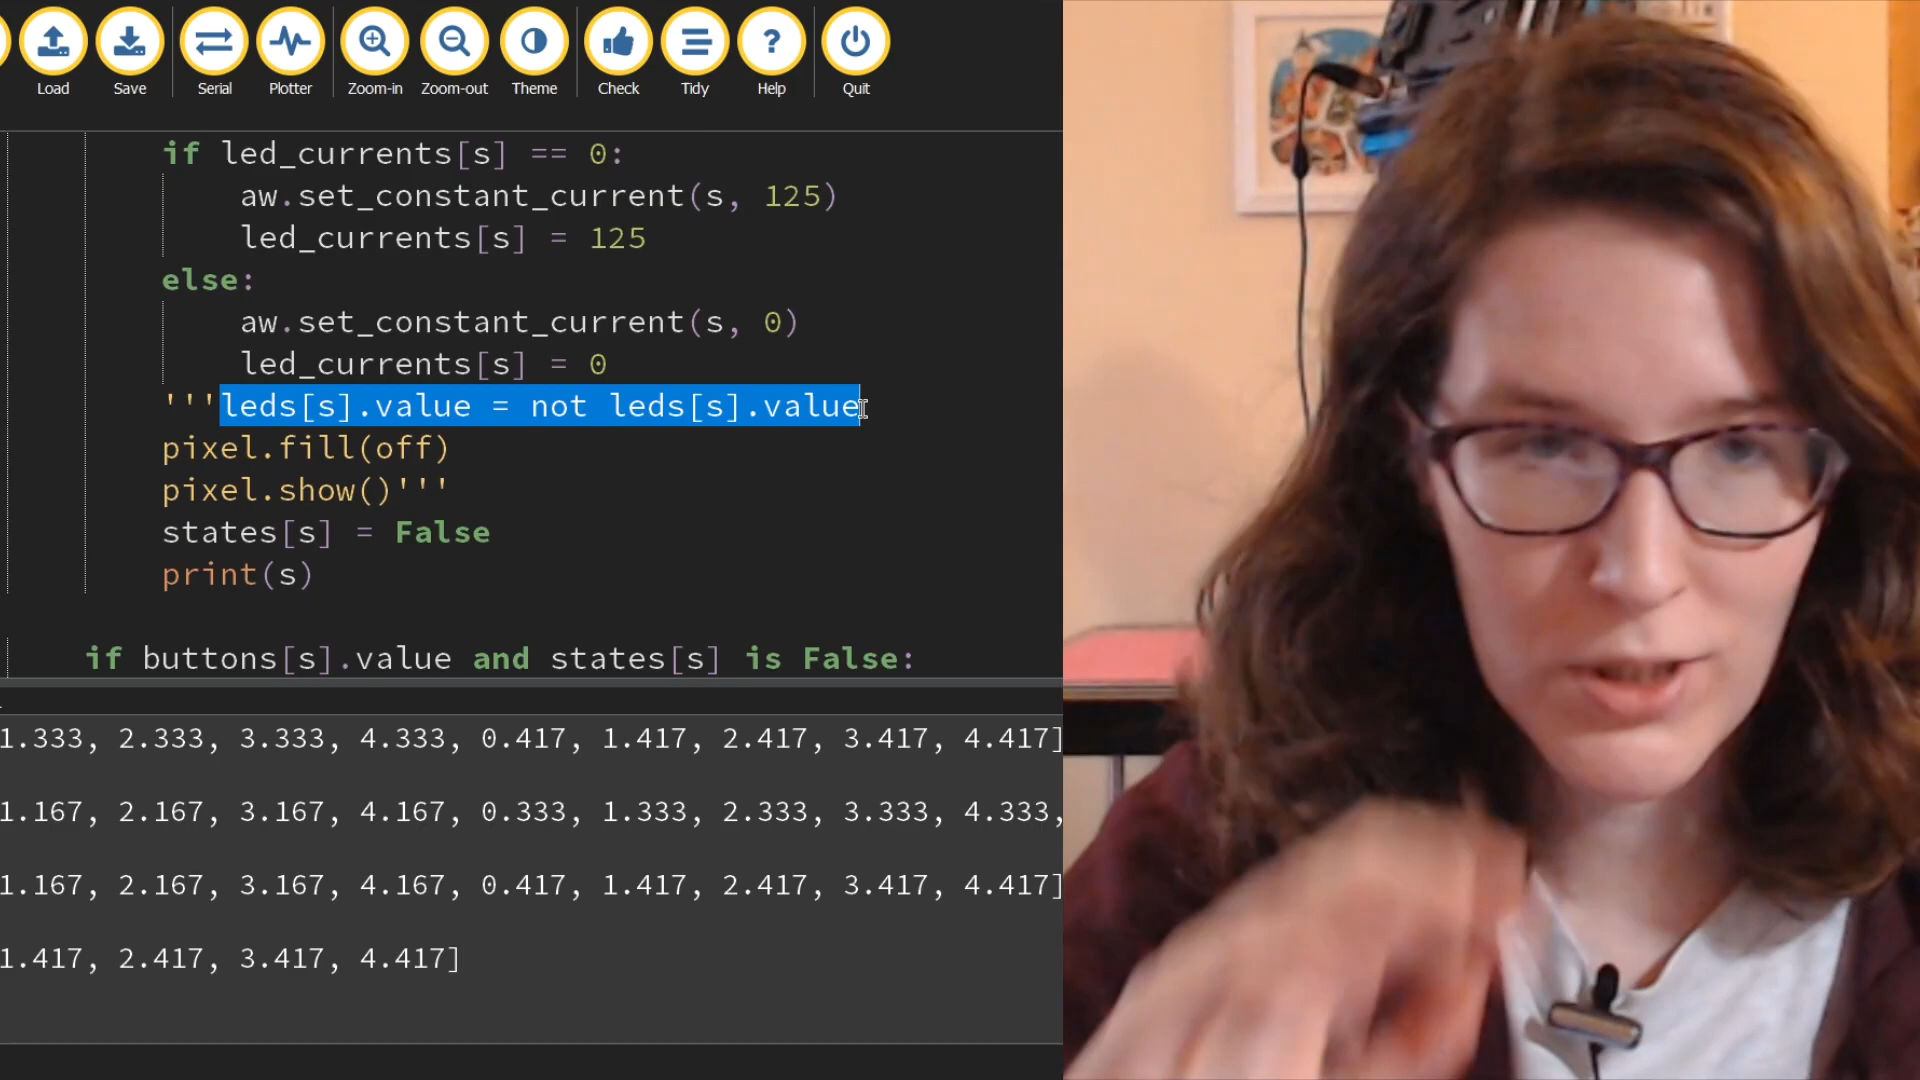 Load Save Serial Plotter Zoom-in Zoom-out Theme Check Tidy Help Quit
if led_currents[s] == 0:
aw.set_constant_current(s, 125)
led_currents[s] = 125
else:
aw.set_constant_current(s, 0)
led_currents[s] = 0
'''leds[s].value = not leds[s].value
pixel.fill(off)
pixel.show()'''
states[s] = False
print(s)
if buttons[s].value and states[s] is False:
1.333, 2.333, 3.333, 4.333, 0.417, 1.417, 2.417, 3.417, 4.417]
1.167, 2.167, 3.167, 4.167, 0.333, 1.333, 2.333, 3.333, 4.333,
1.167, 2.167, 3.167, 4.167, 0.417, 1.417, 2.417, 3.417, 4.417]
1.417, 2.417, 3.417, 4.417]